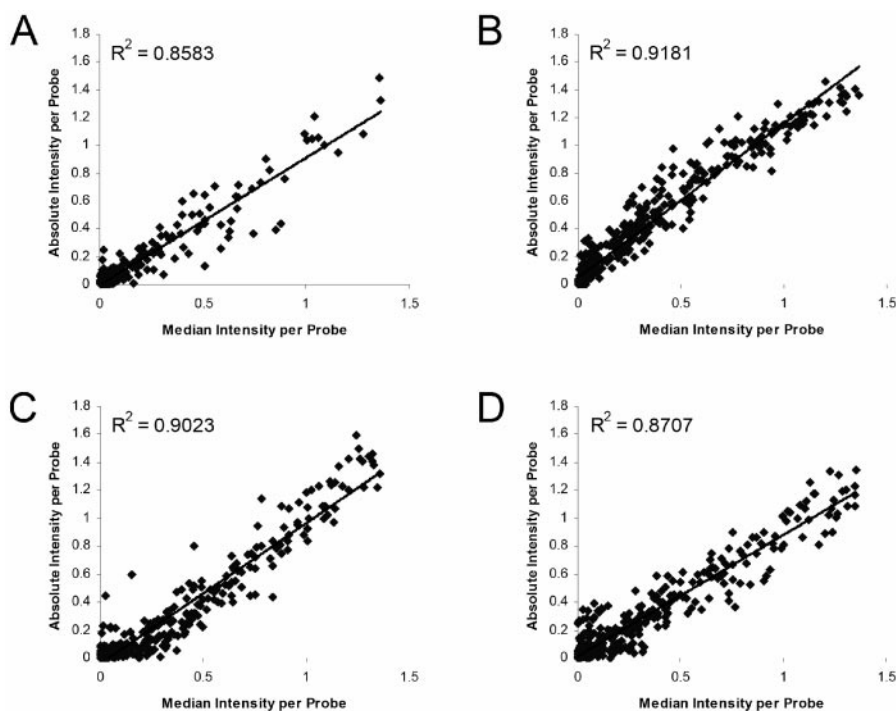 A
R² = 0.8583
Absolute Intensity per Probe
1.8
1.6
1.4
1.2
1
0.8
0.6
0.4
0.2
0
0 0.5 1 1.5
Median Intensity per Probe
B
R² = 0.9181
Absolute Intensity per Probe
1.8
1.6
1.4
1.2
1
0.8
0.6
0.4
0.2
0
0 0.5 1 1.5
Median Intensity per Probe
C
R² = 0.9023
Absolute Intensity per Probe
1.8
1.6
1.4
1.2
1
0.8
0.6
0.4
0.2
0
0 0.5 1 1.5
Median Intensity per Probe
D
R² = 0.8707
Absolute Intensity per Probe
1.8
1.6
1.4
1.2
1
0.8
0.6
0.4
0.2
0
0 0.5 1 1.5
Median Intensity per Probe